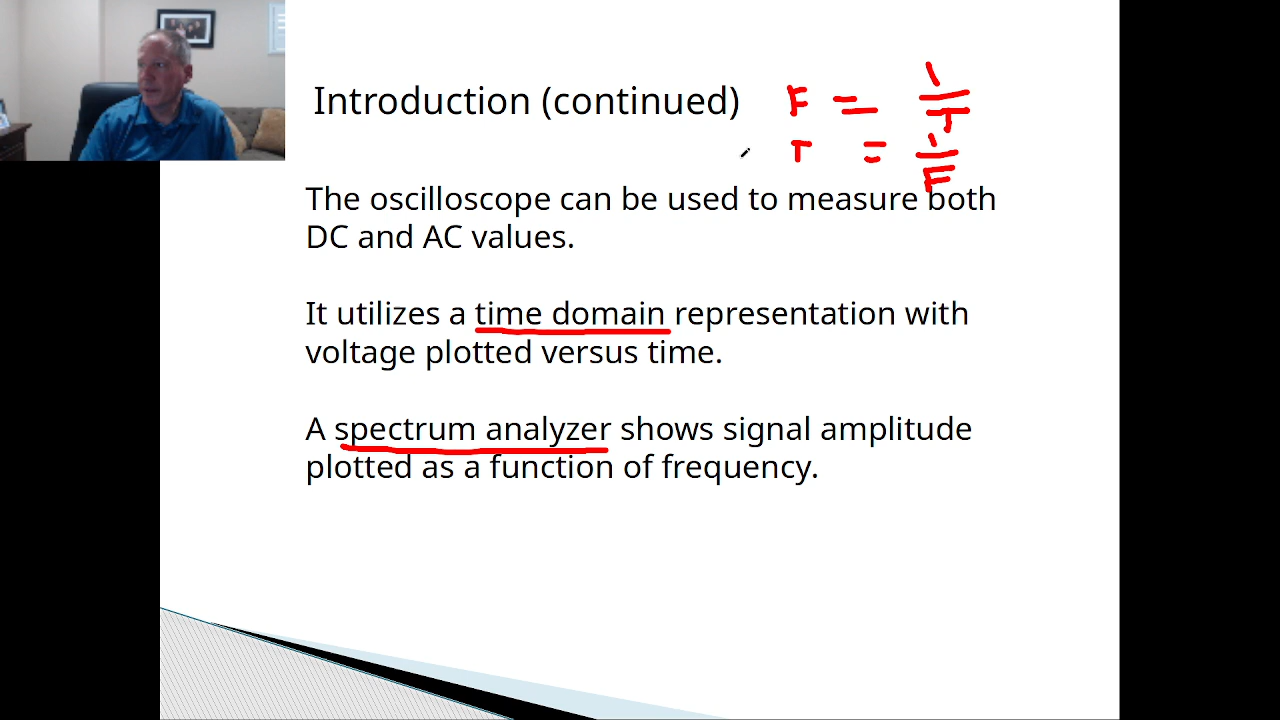 Introduction (continued)
F = 1/T
T = 1/F
The oscilloscope can be used to measure both
DC and AC values.
It utilizes a time domain representation with
voltage plotted versus time.
A spectrum analyzer shows signal amplitude
plotted as a function of frequency.